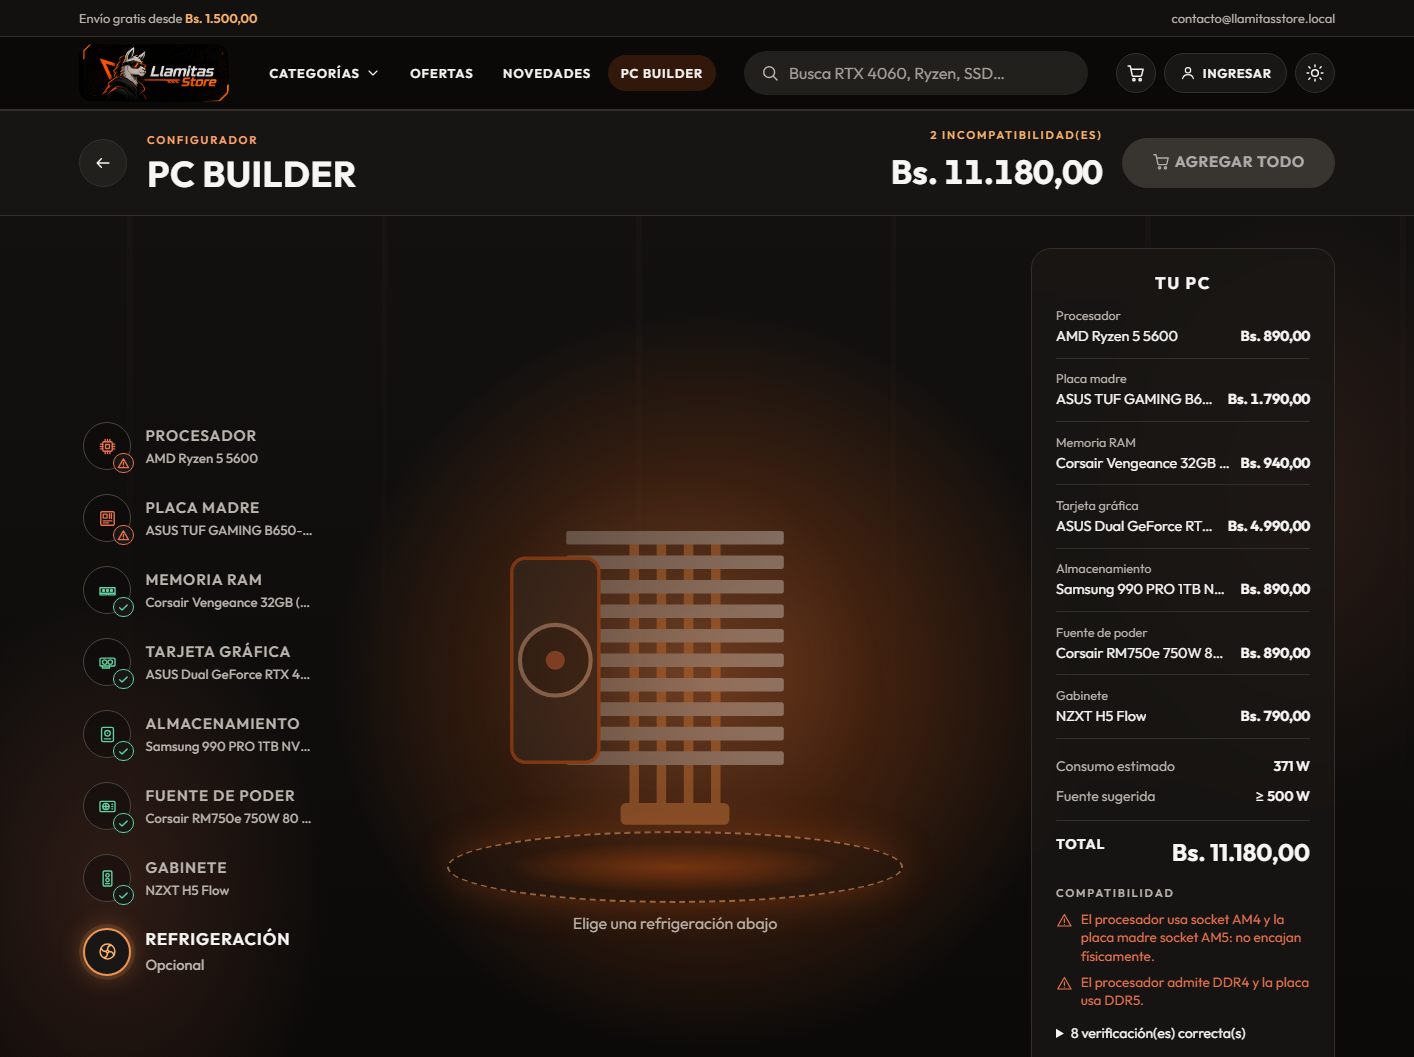 Envío gratis desde Bs. 1.500,00
contacto@llamitasstore.local
Llamitas
Store
CATEGORÍAS
OFERTAS
NOVEDADES
PC BUILDER
Busca RTX 4060, Ryzen, SSD...
INGRESAR
CONFIGURADOR
PC BUILDER
2 INCOMPATIBILIDAD(ES)
Bs. 11.180,00
AGREGAR TODO
PROCESADOR
AMD Ryzen 5 5600
PLACA MADRE
ASUS TUF GAMING B650-...
MEMORIA RAM
Corsair Vengeance 32GB (...
TARJETA GRÁFICA
ASUS Dual GeForce RTX 4...
ALMACENAMIENTO
Samsung 990 PRO 1TB NV...
FUENTE DE PODER
Corsair RM750e 750W 80 ...
GABINETE
NZXT H5 Flow
REFRIGERACIÓN
Opcional
Elige una refrigeración abajo
TU PC
Procesador
AMD Ryzen 5 5600 Bs. 890,00
Placa madre
ASUS TUF GAMING B6... Bs. 1.790,00
Memoria RAM
Corsair Vengeance 32GB ... Bs. 940,00
Tarjeta gráfica
ASUS Dual GeForce RT... Bs. 4.990,00
Almacenamiento
Samsung 990 PRO 1TB N... Bs. 890,00
Fuente de poder
Corsair RM750e 750W 8... Bs. 890,00
Gabinete
NZXT H5 Flow Bs. 790,00
Consumo estimado 371 W
Fuente sugerida ≥ 500 W
TOTAL Bs. 11.180,00
COMPATIBILIDAD
El procesador usa socket AM4 y la
placa madre socket AM5: no encajan
físicamente.
El procesador admite DDR4 y la placa
usa DDR5.
8 verificación(es) correcta(s)